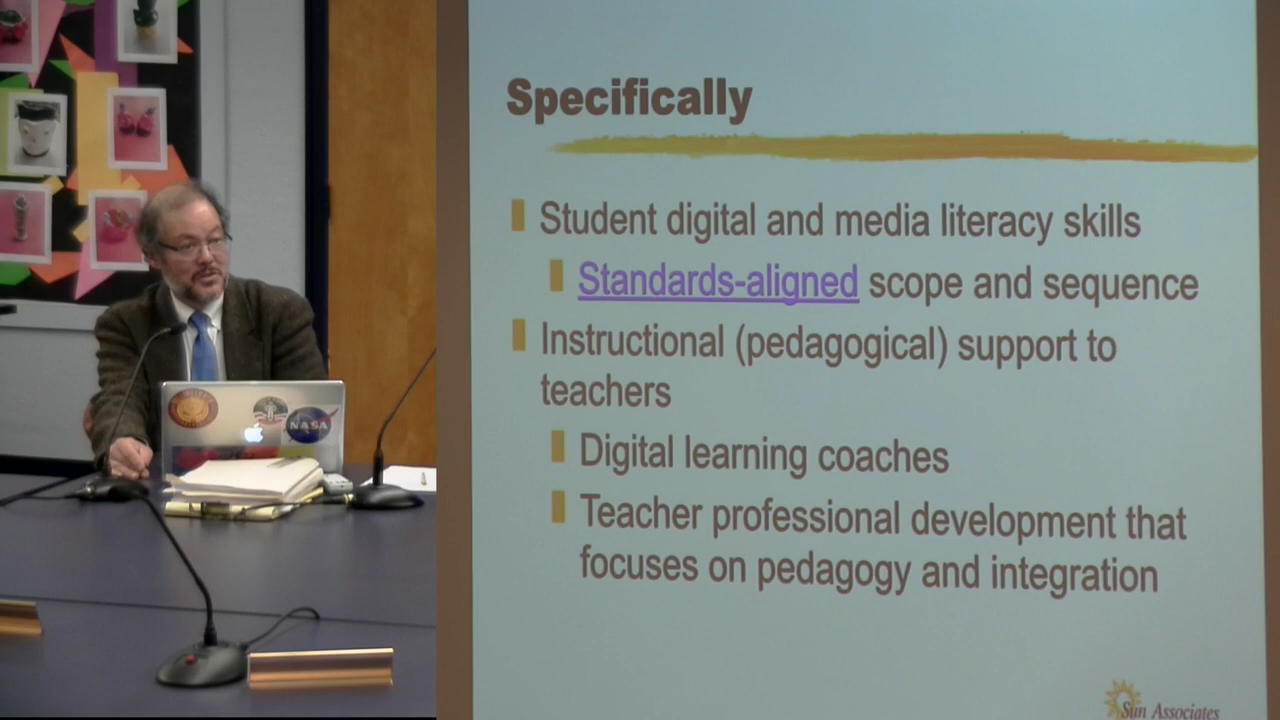 Specifically
Student digital and media literacy skills
Standards-aligned scope and sequence
Instructional (pedagogical) support to
teachers
Digital learning coaches
Teacher professional development that
focuses on pedagogy and integration
Sun Associates
NASA